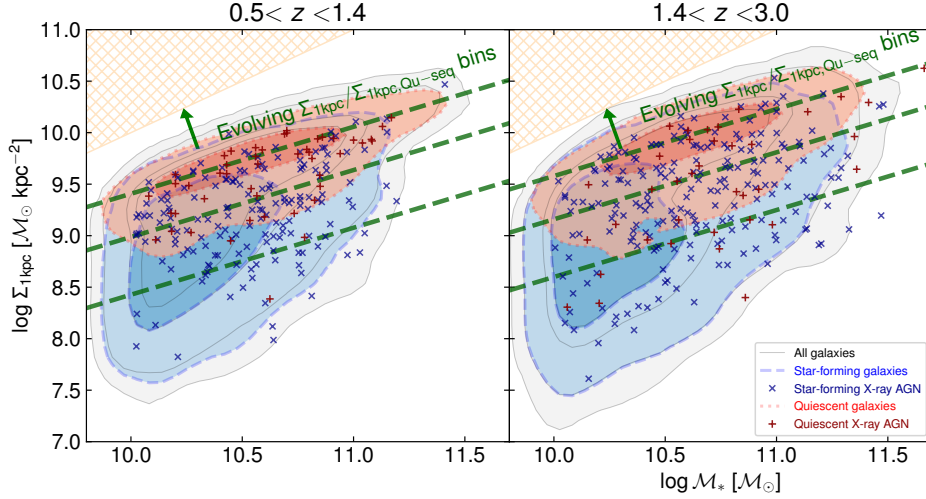 0.5< z <1.4
1.4< z <3.0
log Σ1kpc [M⊙ kpc−2]
11.0
10.5
10.0
9.5
9.0
8.5
8.0
7.5
7.0
Evolving Σ1kpc/Σ1kpc,Qu−seq bins
Evolving Σ1kpc/Σ1kpc,Qu−seq bins
All galaxies
Star-forming galaxies
Star-forming X-ray AGN
Quiescent galaxies
Quiescent X-ray AGN
10.0 10.5 11.0 11.5
10.0 10.5 11.0 11.5
log M* [M⊙]